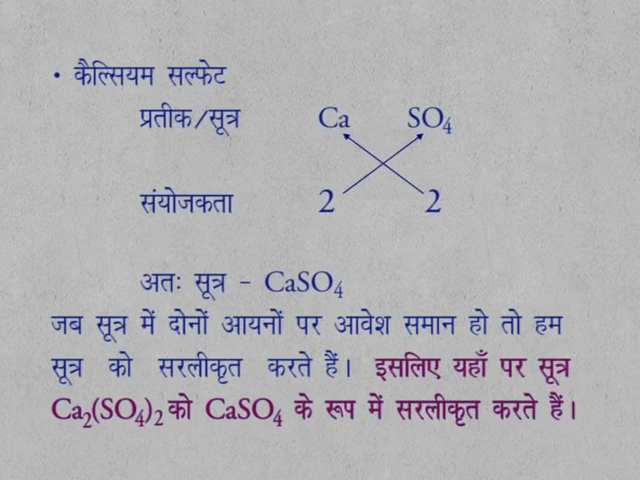 • कैल्सियम सल्फेट
प्रतीक/सूत्र Ca SO₄
संयोजकता 2 2
अतः सूत्र - CaSO₄
जब सूत्र में दोनों आयनों पर आवेश समान हो तो हम
सूत्र को सरलीकृत करते हैं। इसलिए यहाँ पर सूत्र
Ca₂(SO₄)₂ को CaSO₄ के रूप में सरलीकृत करते हैं।